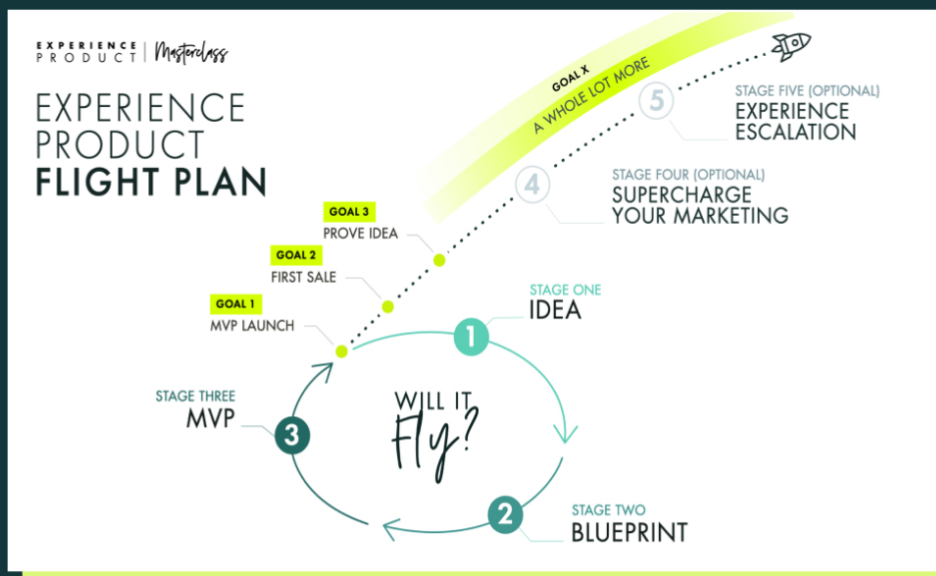 EXPERIENCE
PRODUCT
Masterclass
EXPERIENCE
PRODUCT
FLIGHT PLAN
GOAL X
A WHOLE LOT MORE
5
STAGE FIVE (OPTIONAL)
EXPERIENCE
ESCALATION
4
STAGE FOUR (OPTIONAL)
SUPERCHARGE
YOUR MARKETING
GOAL 3
PROVE IDEA
GOAL 2
FIRST SALE
GOAL 1
MVP LAUNCH
STAGE ONE
IDEA
1
WILL IT
Fly?
STAGE THREE
MVP
3
2
STAGE TWO
BLUEPRINT